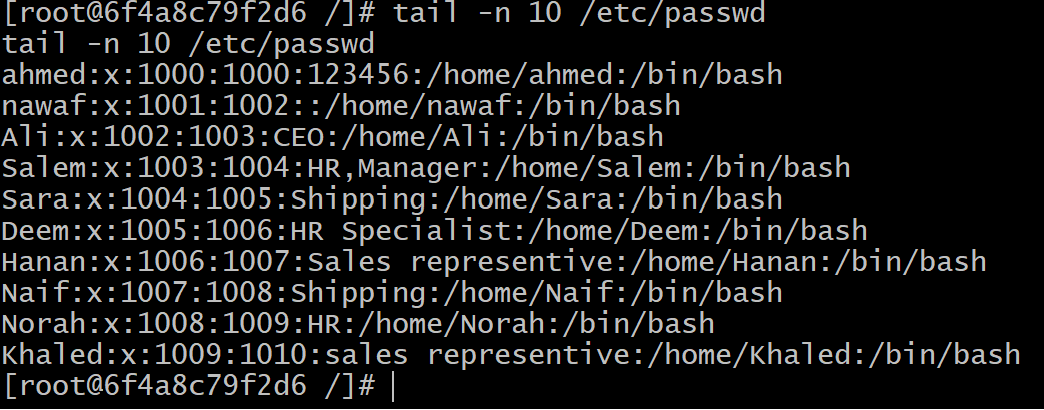 [root@6f4a8c79f2d6 /]# tail -n 10 /etc/passwd
tail -n 10 /etc/passwd
ahmed:x:1000:1000:123456:/home/ahmed:/bin/bash
nawaf:x:1001:1002::/home/nawaf:/bin/bash
Ali:x:1002:1003:CEO:/home/Ali:/bin/bash
Salem:x:1003:1004:HR,Manager:/home/Salem:/bin/bash
Sara:x:1004:1005:Shipping:/home/Sara:/bin/bash
Deem:x:1005:1006:HR Specialist:/home/Deem:/bin/bash
Hanan:x:1006:1007:Sales representive:/home/Hanan:/bin/bash
Naif:x:1007:1008:Shipping:/home/Naif:/bin/bash
Norah:x:1008:1009:HR:/home/Norah:/bin/bash
Khaled:x:1009:1010:sales representive:/home/Khaled:/bin/bash
[root@6f4a8c79f2d6 /]#